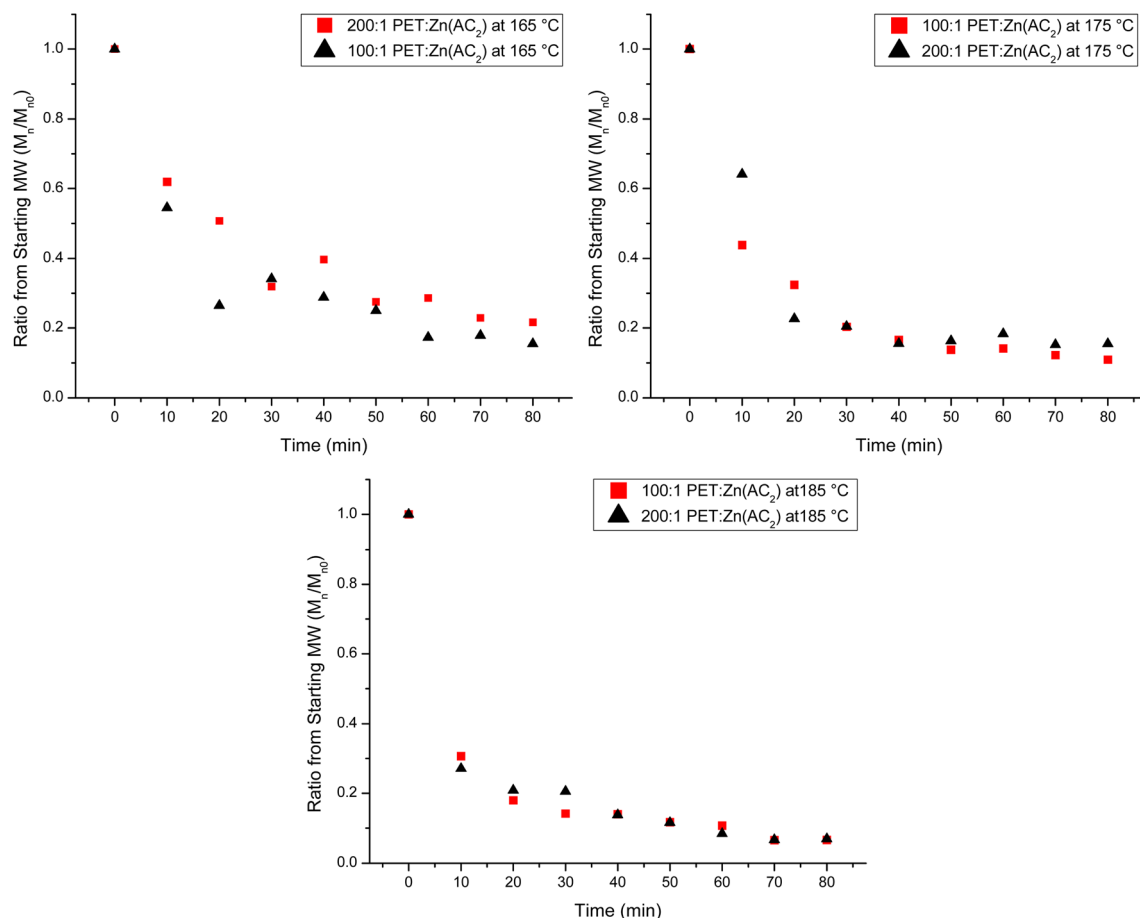 200:1 PET:Zn(AC₂) at 165 °C
100:1 PET:Zn(AC₂) at 165 °C
1.0
0.8
0.6
0.4
0.2
0.0
Ratio from Starting MW (Mₙ/Mₙ₀)
0 10 20 30 40 50 60 70 80
Time (min)
100:1 PET:Zn(AC₂) at 175 °C
200:1 PET:Zn(AC₂) at 175 °C
1.0
0.8
0.6
0.4
0.2
0.0
Ratio from Starting MW (Mₙ/Mₙ₀)
0 10 20 30 40 50 60 70 80
Time (min)
100:1 PET:Zn(AC₂) at185 °C
200:1 PET:Zn(AC₂) at185 °C
1.0
0.8
0.6
0.4
0.2
0.0
Ratio from Starting MW (Mₙ/Mₙ₀)
0 10 20 30 40 50 60 70 80
Time (min)